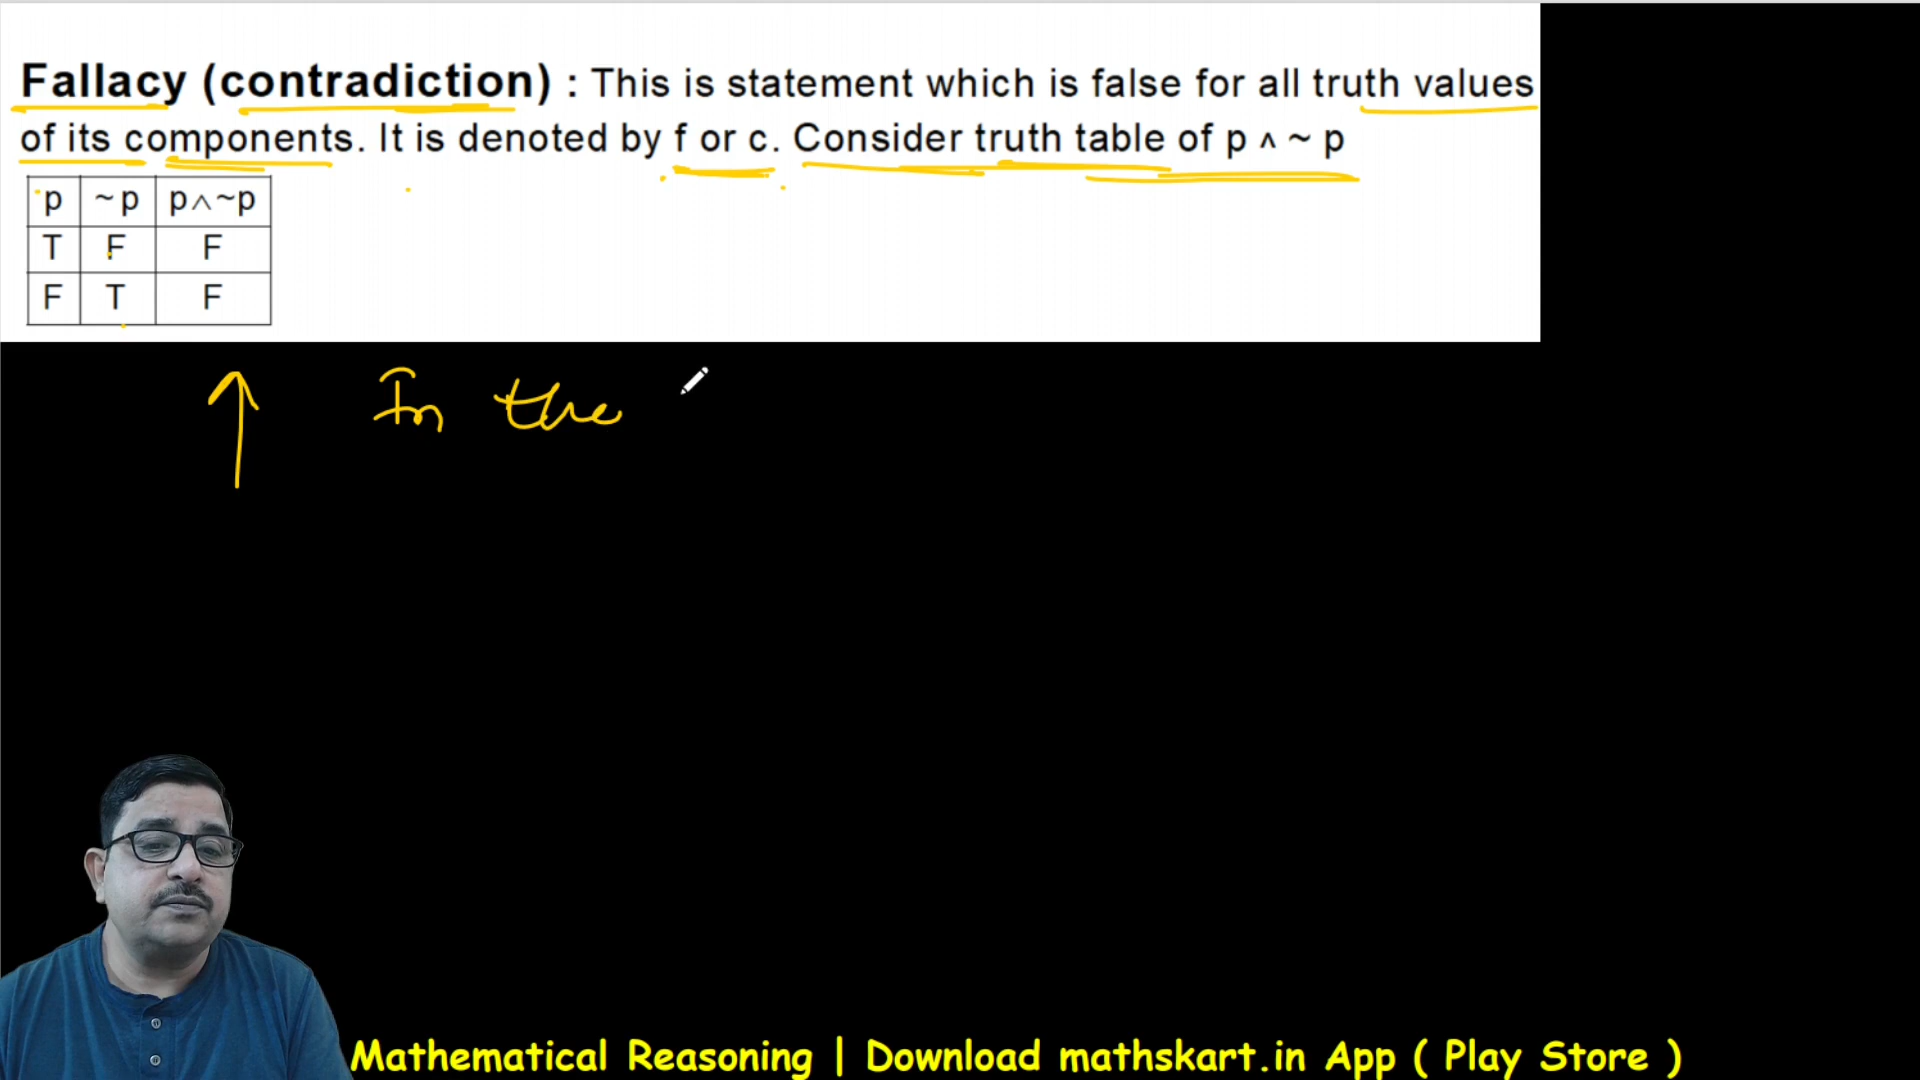 Fallacy (contradiction) : This is statement which is false for all truth values
of its components. It is denoted by f or c. Consider truth table of p ∧ ~ p
p ~p p∧~p
T F F
F T F
In the
Mathematical Reasoning | Download mathskart.in App ( Play Store )